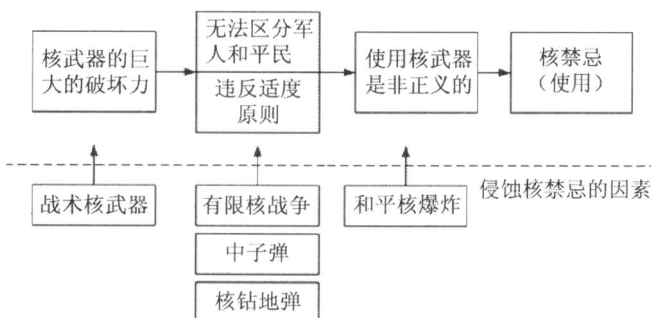 核武器的巨
大的破坏力
无法区分军
人和平民
违反适度
原则
使用核武器
是非正义的
核禁忌
（使用）
侵蚀核禁忌的因素
战术核武器
有限核战争
和平核爆炸
中子弹
核钻地弹